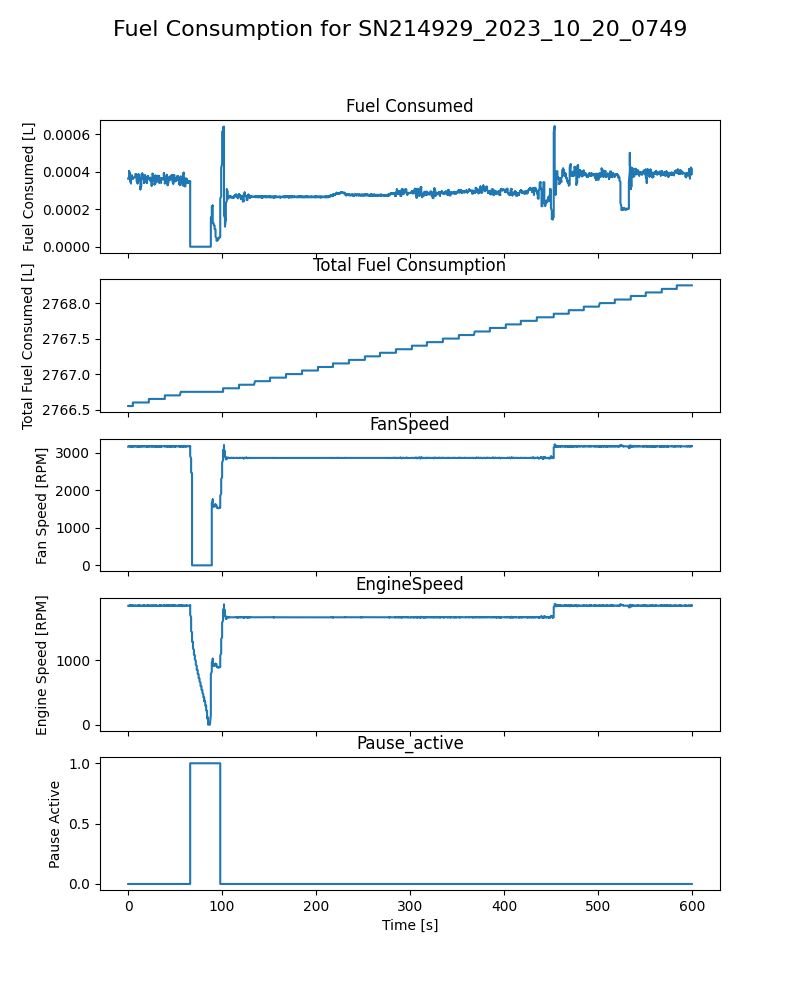 Fuel Consumption for SN214929_2023_10_20_0749
Fuel Consumed
Fuel Consumed [L]
0.0006
0.0004
0.0002
0.0000
Total Fuel Consumption
Total Fuel Consumed [L]
2768.0
2767.5
2767.0
2766.5
FanSpeed
Fan Speed [RPM]
3000
2000
1000
0
EngineSpeed
Engine Speed [RPM]
1000
0
Pause_active
Pause Active
1.0
0.5
0.0
0 100 200 300 400 500 600
Time [s]